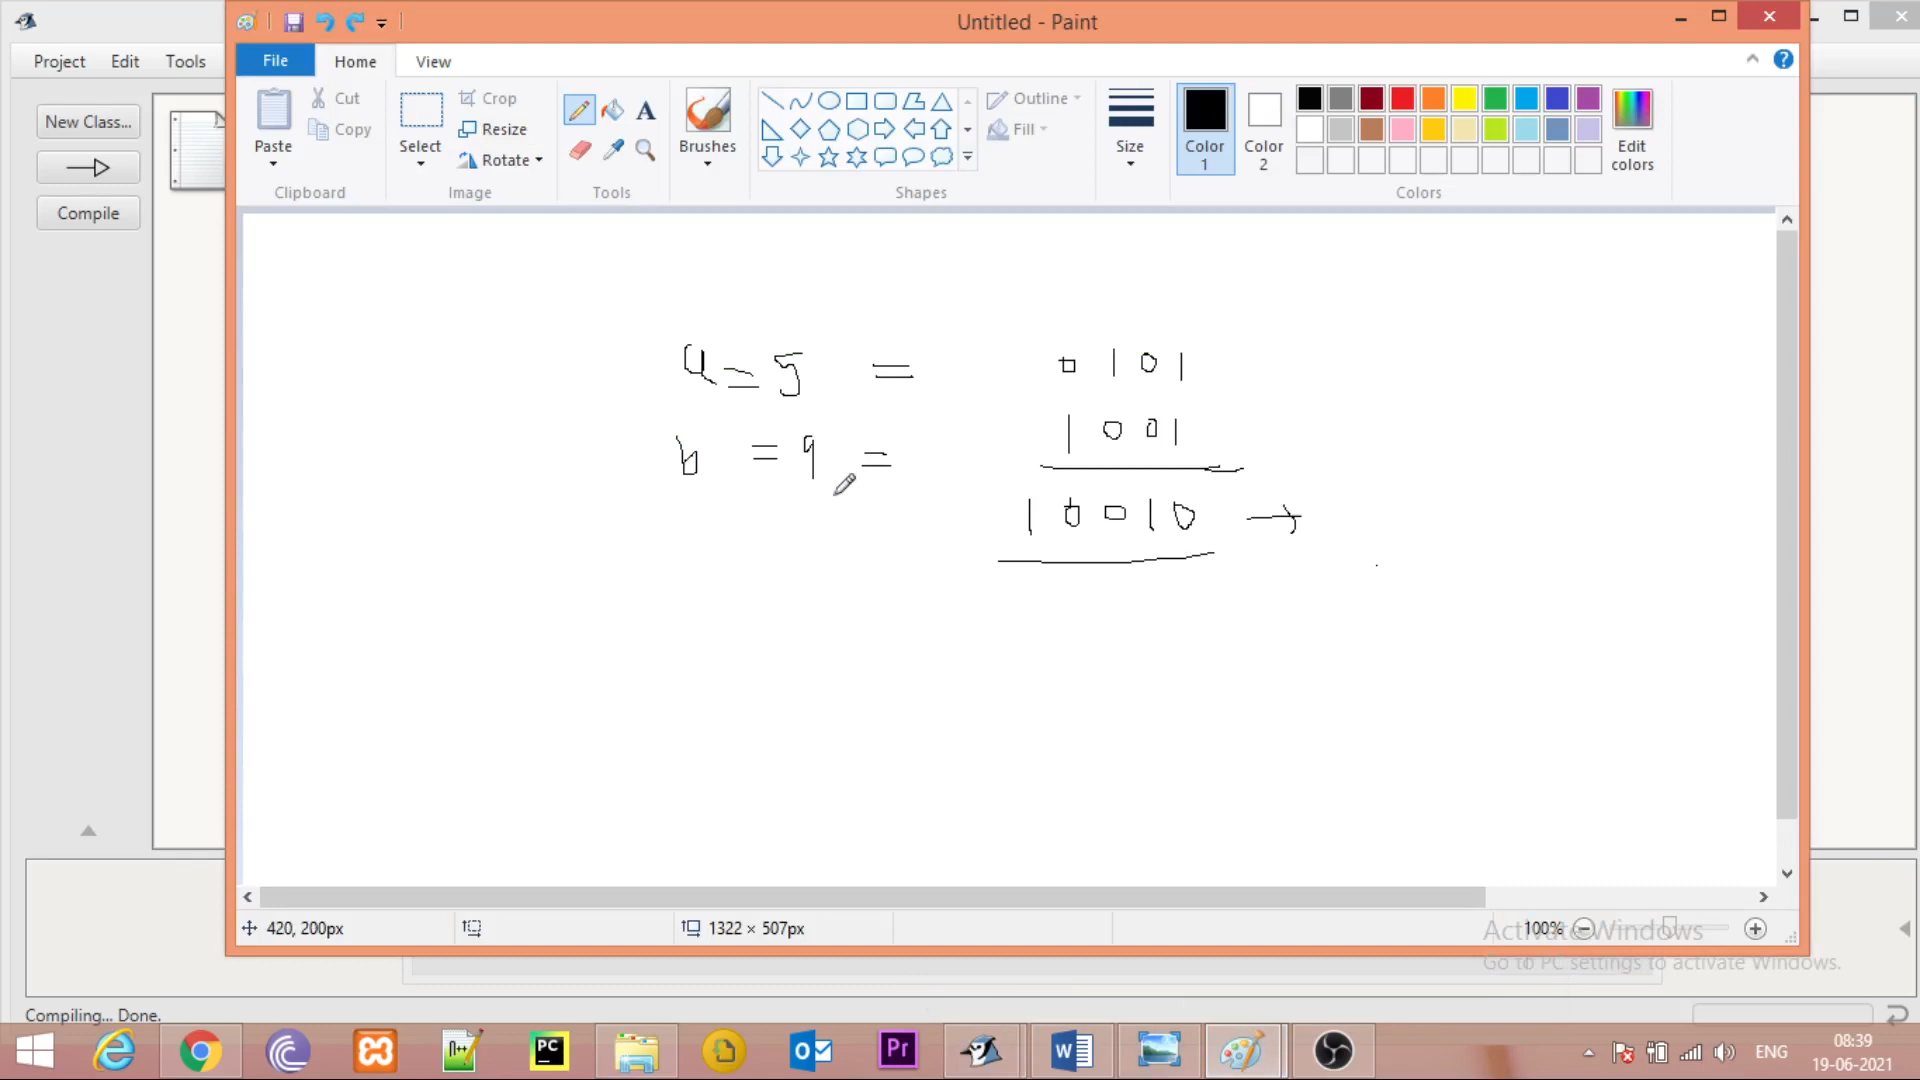 Untitled - Paint
Project Edit Tools
File Home View
New Class...
Compile
Paste
Cut
Copy
Clipboard
Select
Crop
Resize
Rotate
Image
Tools
Brushes
Shapes
Outline
Fill
Size
Color 1
Color 2
Edit colors
Colors
a = 5 = 0 1 0 1
b = 9 = 1 0 0 1
1 0 0 1 0 →
420, 200px
1322 × 507px
100%
Activate Windows
Go to PC settings to activate Windows.
Compiling... Done.
PC
Pr
ENG
08:39
19-06-2021